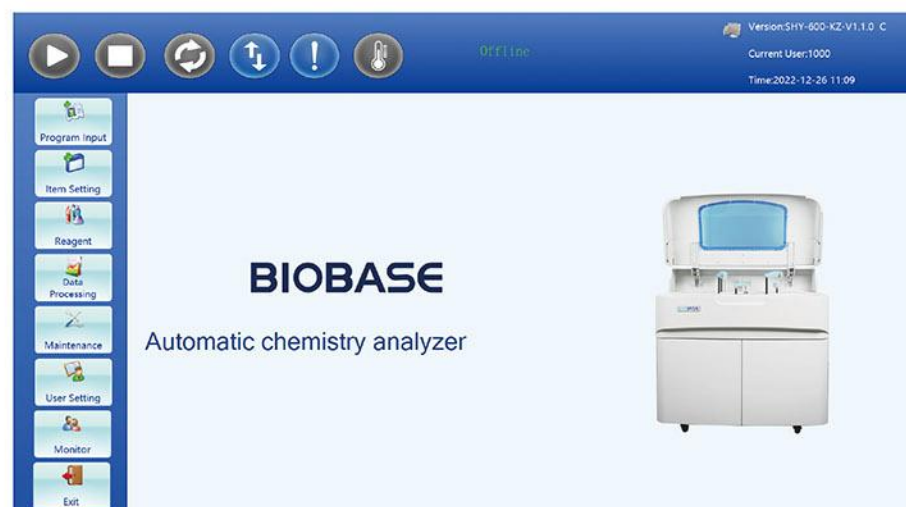 Offline
Version:SHY-600-KZ-V1.1.0 C
Current User:1000
Time:2022-12-26 11:09
Program Input
Item Setting
Reagent
Data
Processing
Maintenance
User Setting
Monitor
Exit
BIOBASE
Automatic chemistry analyzer